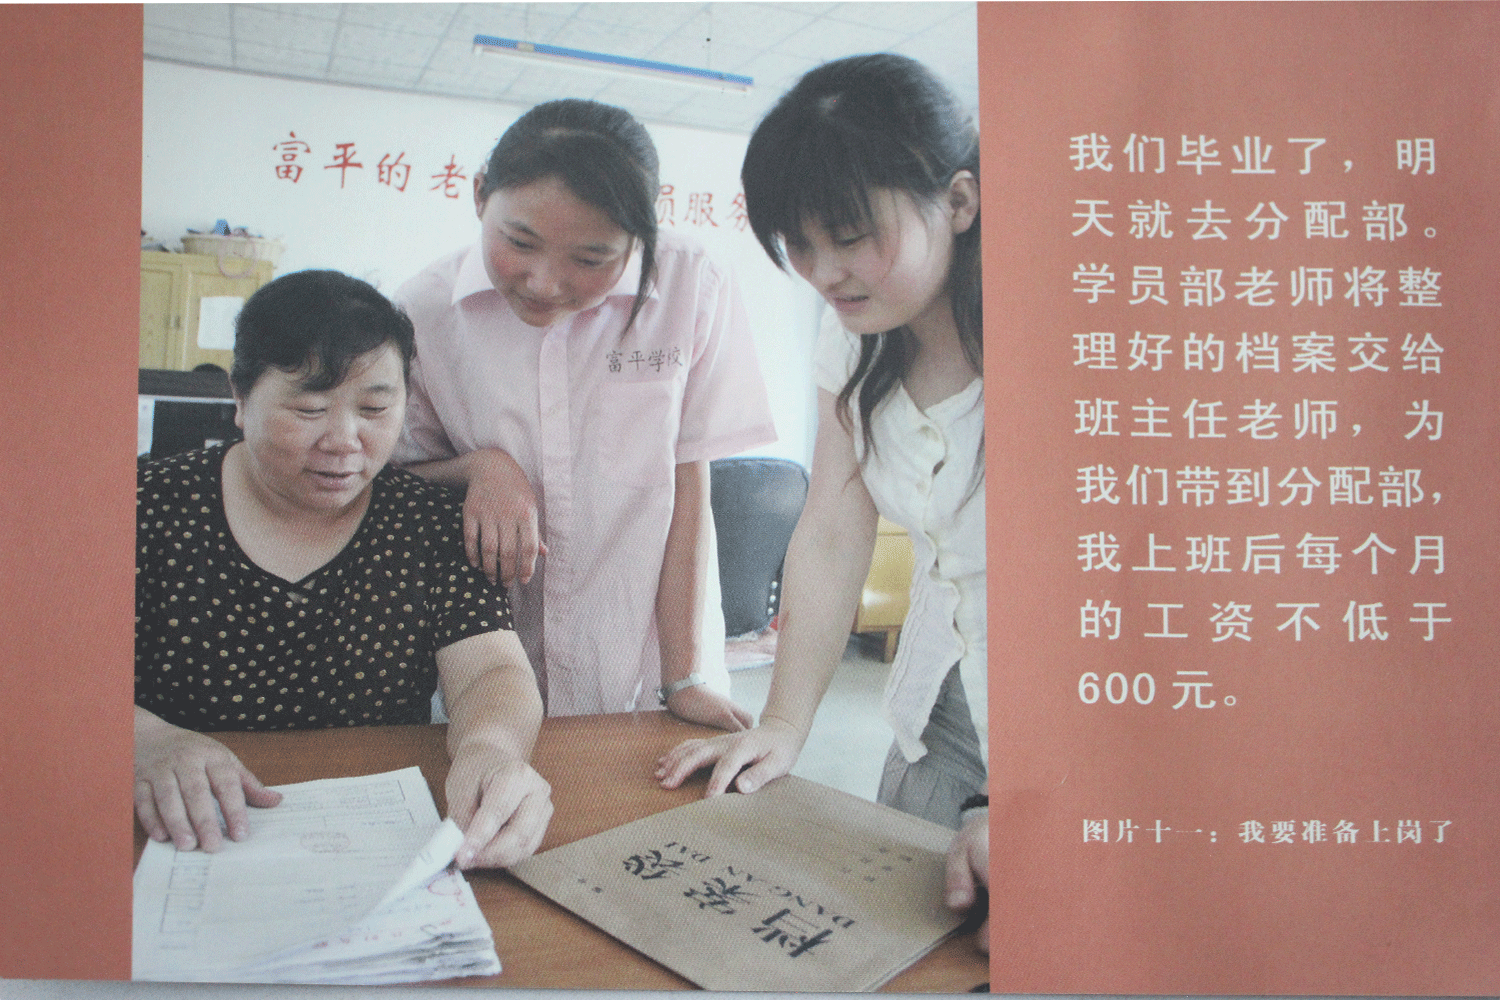 富平的老
员服务
富平学校
档案袋
DANG AN DAI
我们毕业了，明
天就去分配部。
学员部老师将整
理好的档案交给
班主任老师，为
我们带到分配部，
我上班后每个月
的工资不低于
600 元。
图片十一：我要准备上岗了